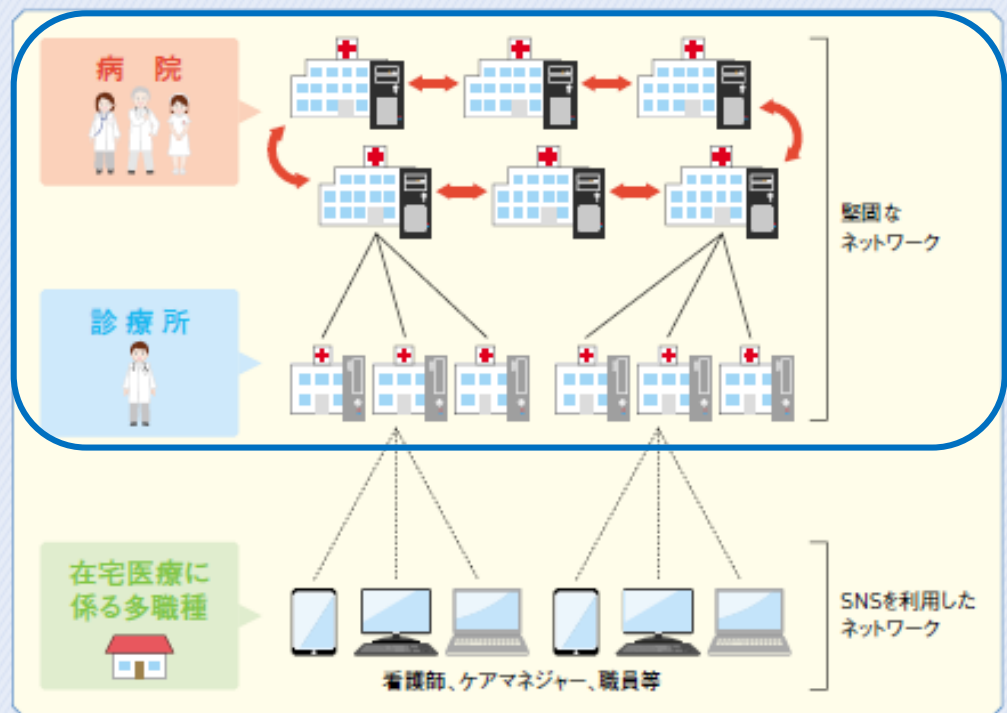 病 院
堅固な
ネットワーク
診 療 所
在宅医療に
係る多職種
SNSを利用した
ネットワーク
看護師、ケアマネジャー、職員等